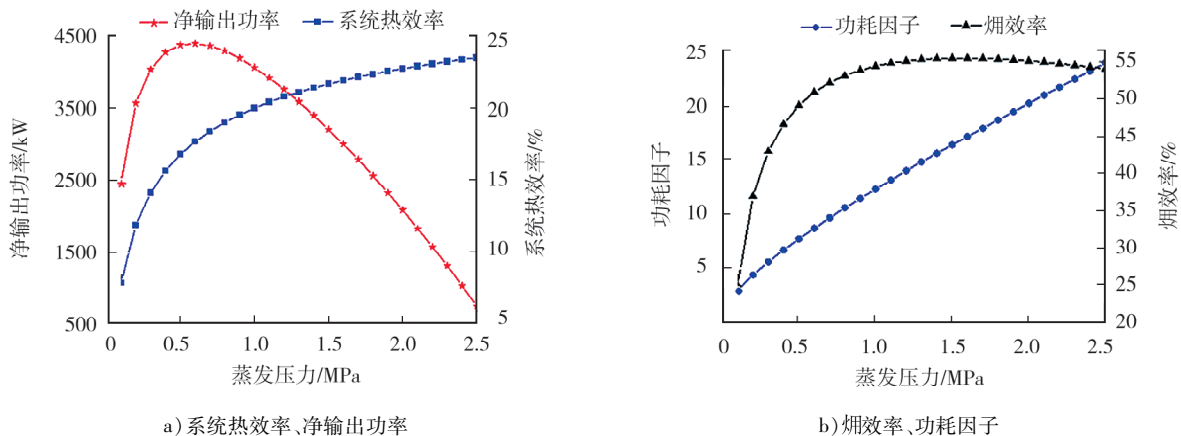 净输出功率 系统热效率
4500
3500
2500
1500
500
净输出功率/kW
25
20
15
10
5
系统热效率/%
0 0.5 1.0 1.5 2.0 2.5
蒸发压力/MPa
a)系统热效率、净输出功率
功耗因子 㶲效率
25
20
15
10
5
功耗因子
55
50
45
40
35
30
25
20
㶲效率/%
0 0.5 1.0 1.5 2.0 2.5
蒸发压力/MPa
b)㶲效率、功耗因子